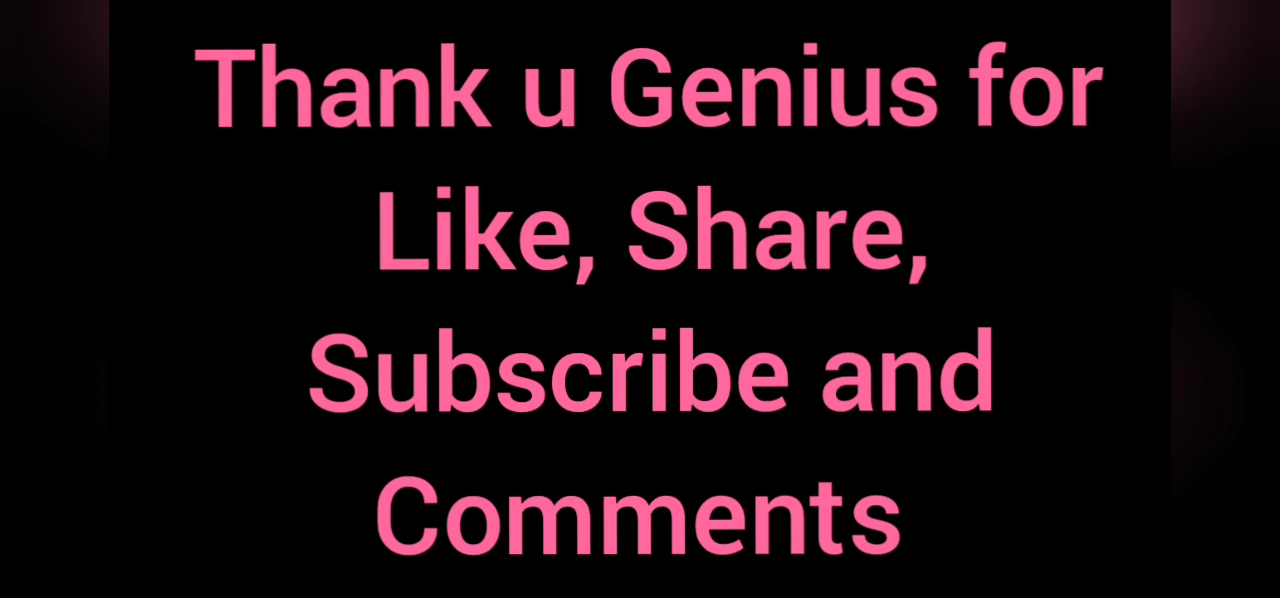 Thank u Genius for
Like, Share,
Subscribe and
Comments